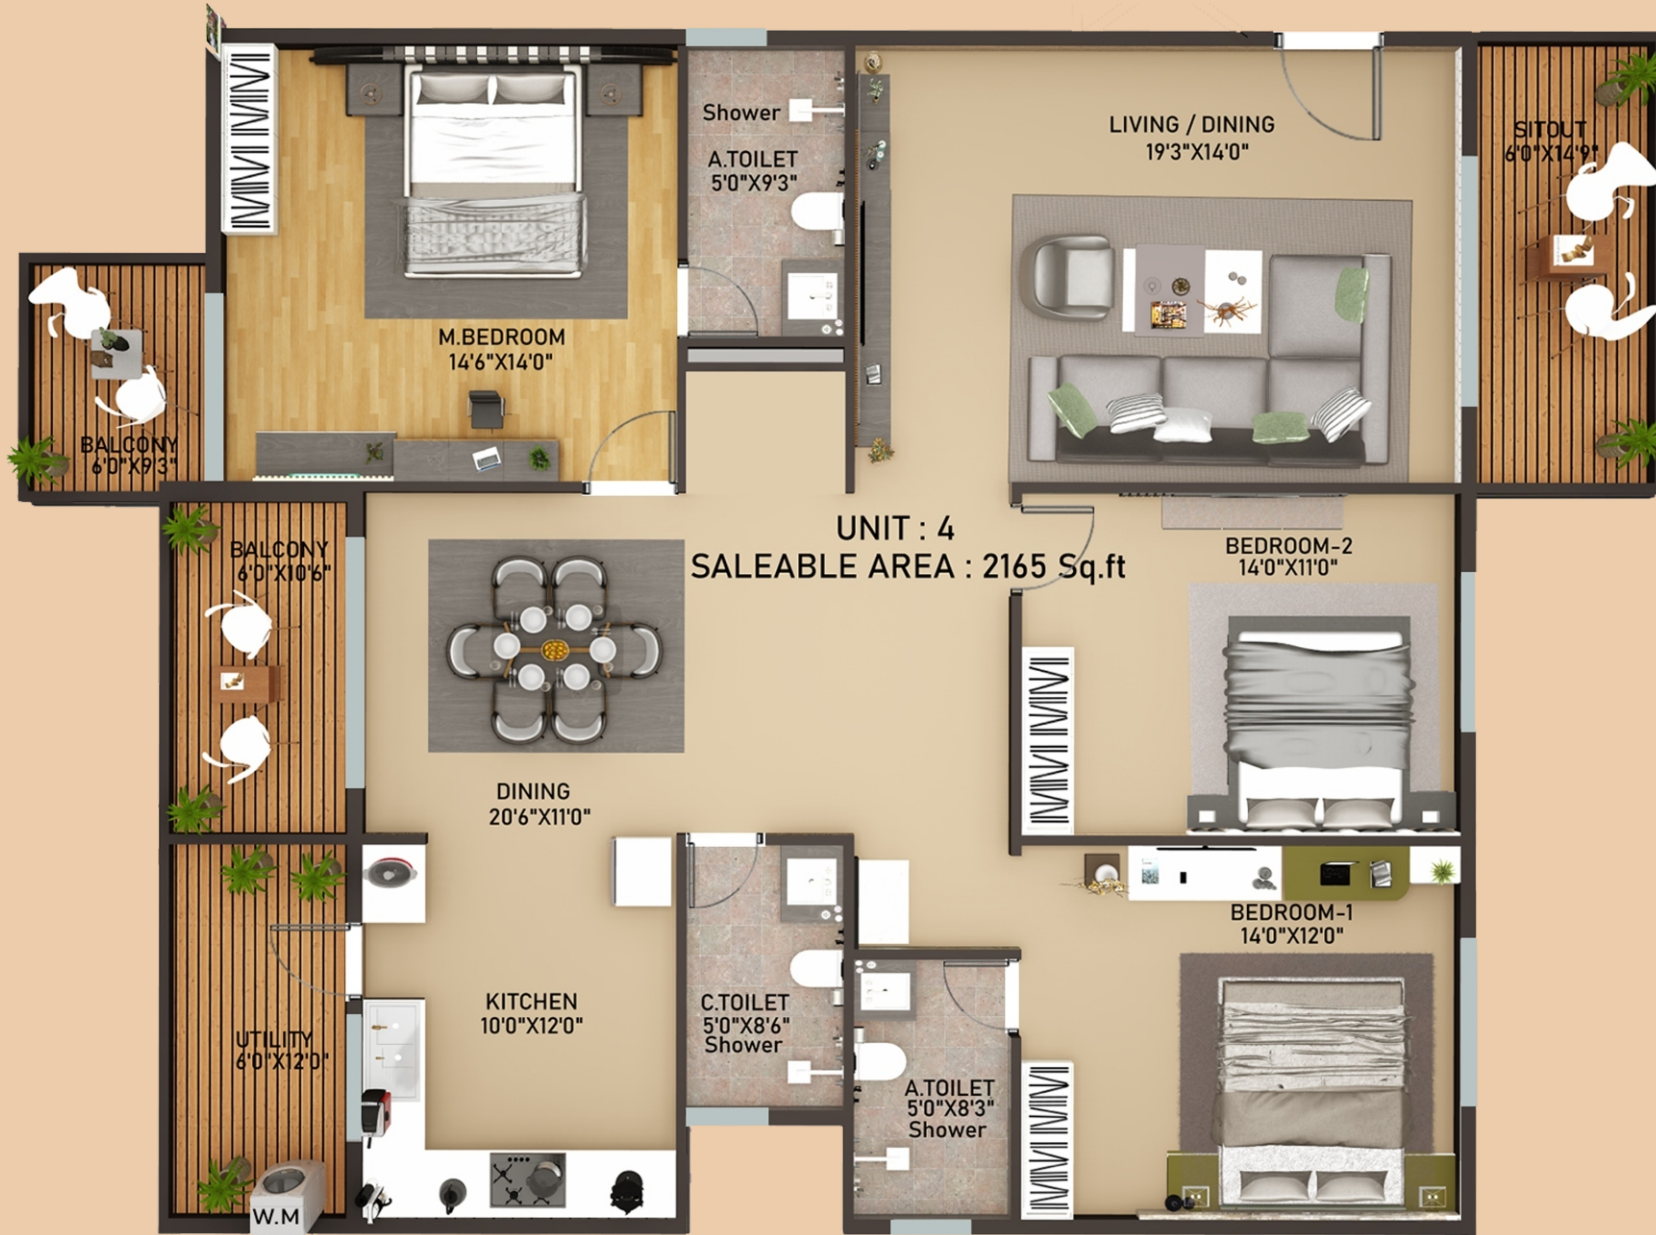 Shower
A.TOILET
5'0"X9'3"
LIVING / DINING
19'3"X14'0"
SITOUT
6'0"X14'9"
M.BEDROOM
14'6"X14'0"
BALCONY
6'0"X9'3"
UNIT : 4
SALEABLE AREA : 2165 Sq.ft
BALCONY
6'0"X10'6"
BEDROOM-2
14'0"X11'0"
DINING
20'6"X11'0"
BEDROOM-1
14'0"X12'0"
KITCHEN
10'0"X12'0"
C.TOILET
5'0"X8'6"
Shower
UTILITY
6'0"X12'0"
A.TOILET
5'0"X8'3"
Shower
W.M